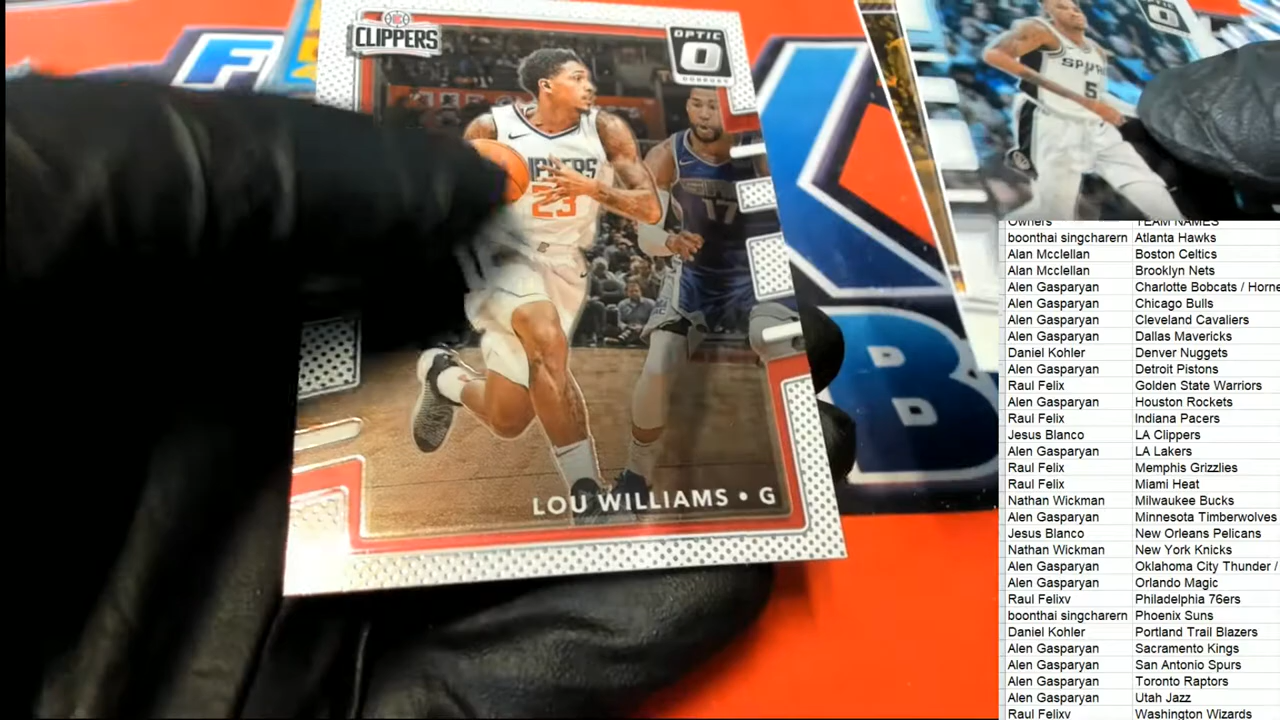 CLIPPERS
OPTIC
DONRUSS
SPURS
5
CLIPPERS
23
17
LOU WILLIAMS • G
F
B
Owners TEAM NAMES
boonthai singcharern Atlanta Hawks
Alan Mcclellan Boston Celtics
Alan Mcclellan Brooklyn Nets
Alen Gasparyan Charlotte Bobcats / Horne
Alen Gasparyan Chicago Bulls
Alen Gasparyan Cleveland Cavaliers
Alen Gasparyan Dallas Mavericks
Daniel Kohler Denver Nuggets
Alen Gasparyan Detroit Pistons
Raul Felix Golden State Warriors
Alen Gasparyan Houston Rockets
Raul Felix Indiana Pacers
Jesus Blanco LA Clippers
Alen Gasparyan LA Lakers
Raul Felix Memphis Grizzlies
Raul Felix Miami Heat
Nathan Wickman Milwaukee Bucks
Alen Gasparyan Minnesota Timberwolves
Jesus Blanco New Orleans Pelicans
Nathan Wickman New York Knicks
Alen Gasparyan Oklahoma City Thunder /
Alen Gasparyan Orlando Magic
Raul Felixv Philadelphia 76ers
boonthai singcharern Phoenix Suns
Daniel Kohler Portland Trail Blazers
Alen Gasparyan Sacramento Kings
Alen Gasparyan San Antonio Spurs
Alen Gasparyan Toronto Raptors
Alen Gasparyan Utah Jazz
Raul Felixv Washington Wizards